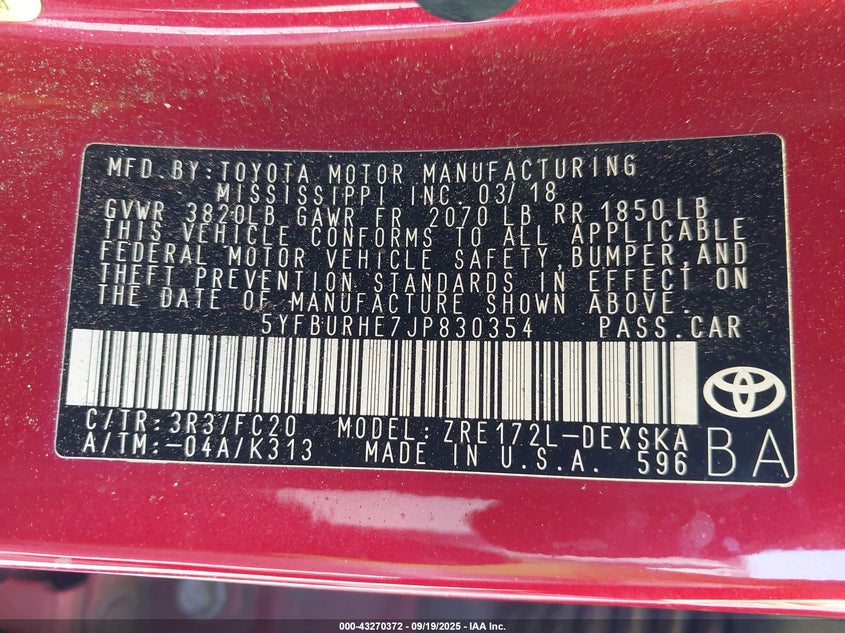 MFD.BY:TOYOTA MOTOR MANUFACTURING
MISSISSIPPI INC. 03/18
GVWR 3820LB GAWR FR 2070LB RR 1850LB
THIS VEHICLE CONFORMS TO ALL APPLICABLE
FEDERAL MOTOR VEHICLE SAFETY,BUMPER,AND
THEFT PREVENTION STANDARDS IN EFFECT ON
THE DATE OF MANUFACTURE SHOWN ABOVE.
5YFBURHE7JP830354 PASS.CAR
C/TR:3R3/FC20 MODEL:ZRE172L-DEXSKA
A/TM:-04A/K313 MADE IN U.S.A. 596 BA
000-43270372 - 09/19/2025 - IAA Inc.